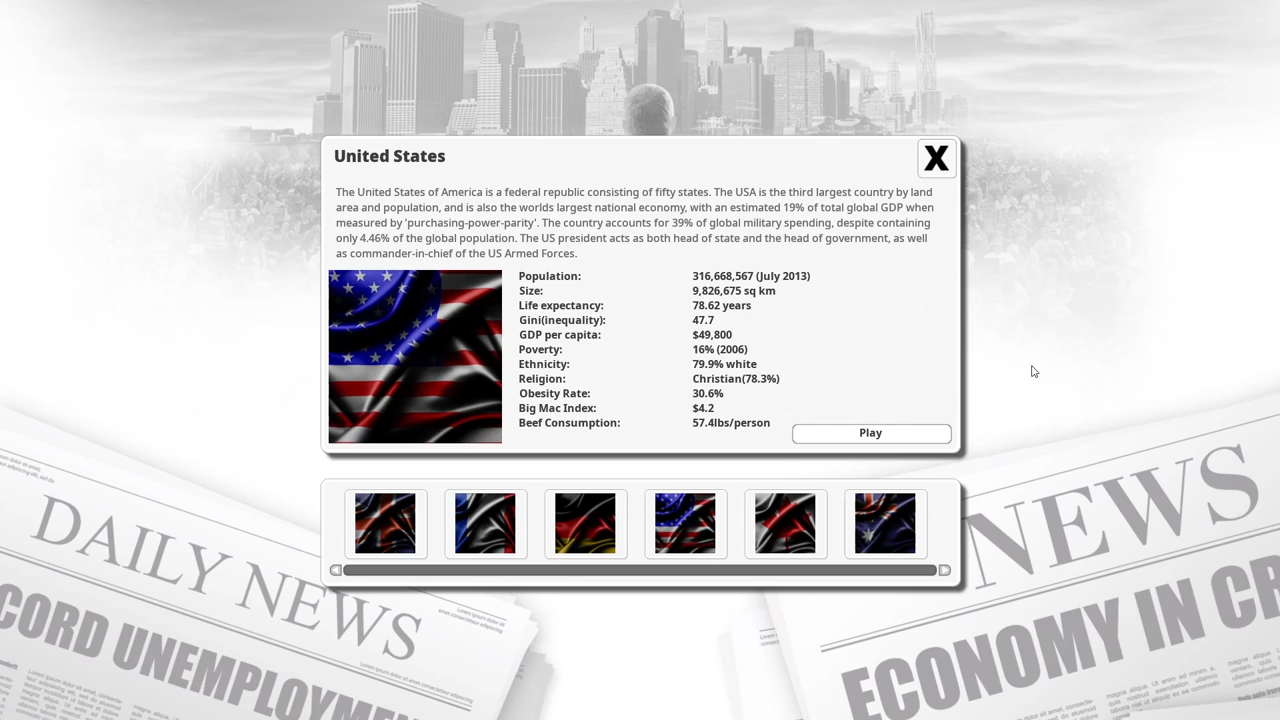 United States
X
The United States of America is a federal republic consisting of fifty states. The USA is the third largest country by land
area and population, and is also the worlds largest national economy, with an estimated 19% of total global GDP when
measured by 'purchasing-power-parity'. The country accounts for 39% of global military spending, despite containing
only 4.46% of the global population. The US president acts as both head of state and the head of government, as well
as commander-in-chief of the US Armed Forces.
Population: 316,668,567 (July 2013)
Size: 9,826,675 sq km
Life expectancy: 78.62 years
Gini(inequality): 47.7
GDP per capita: $49,800
Poverty: 16% (2006)
Ethnicity: 79.9% white
Religion: Christian(78.3%)
Obesity Rate: 30.6%
Big Mac Index: $4.2
Beef Consumption: 57.4lbs/person
Play
DAILY NEWS
CORD UNEMPLOYME
NEWS
ECONOMY IN CR